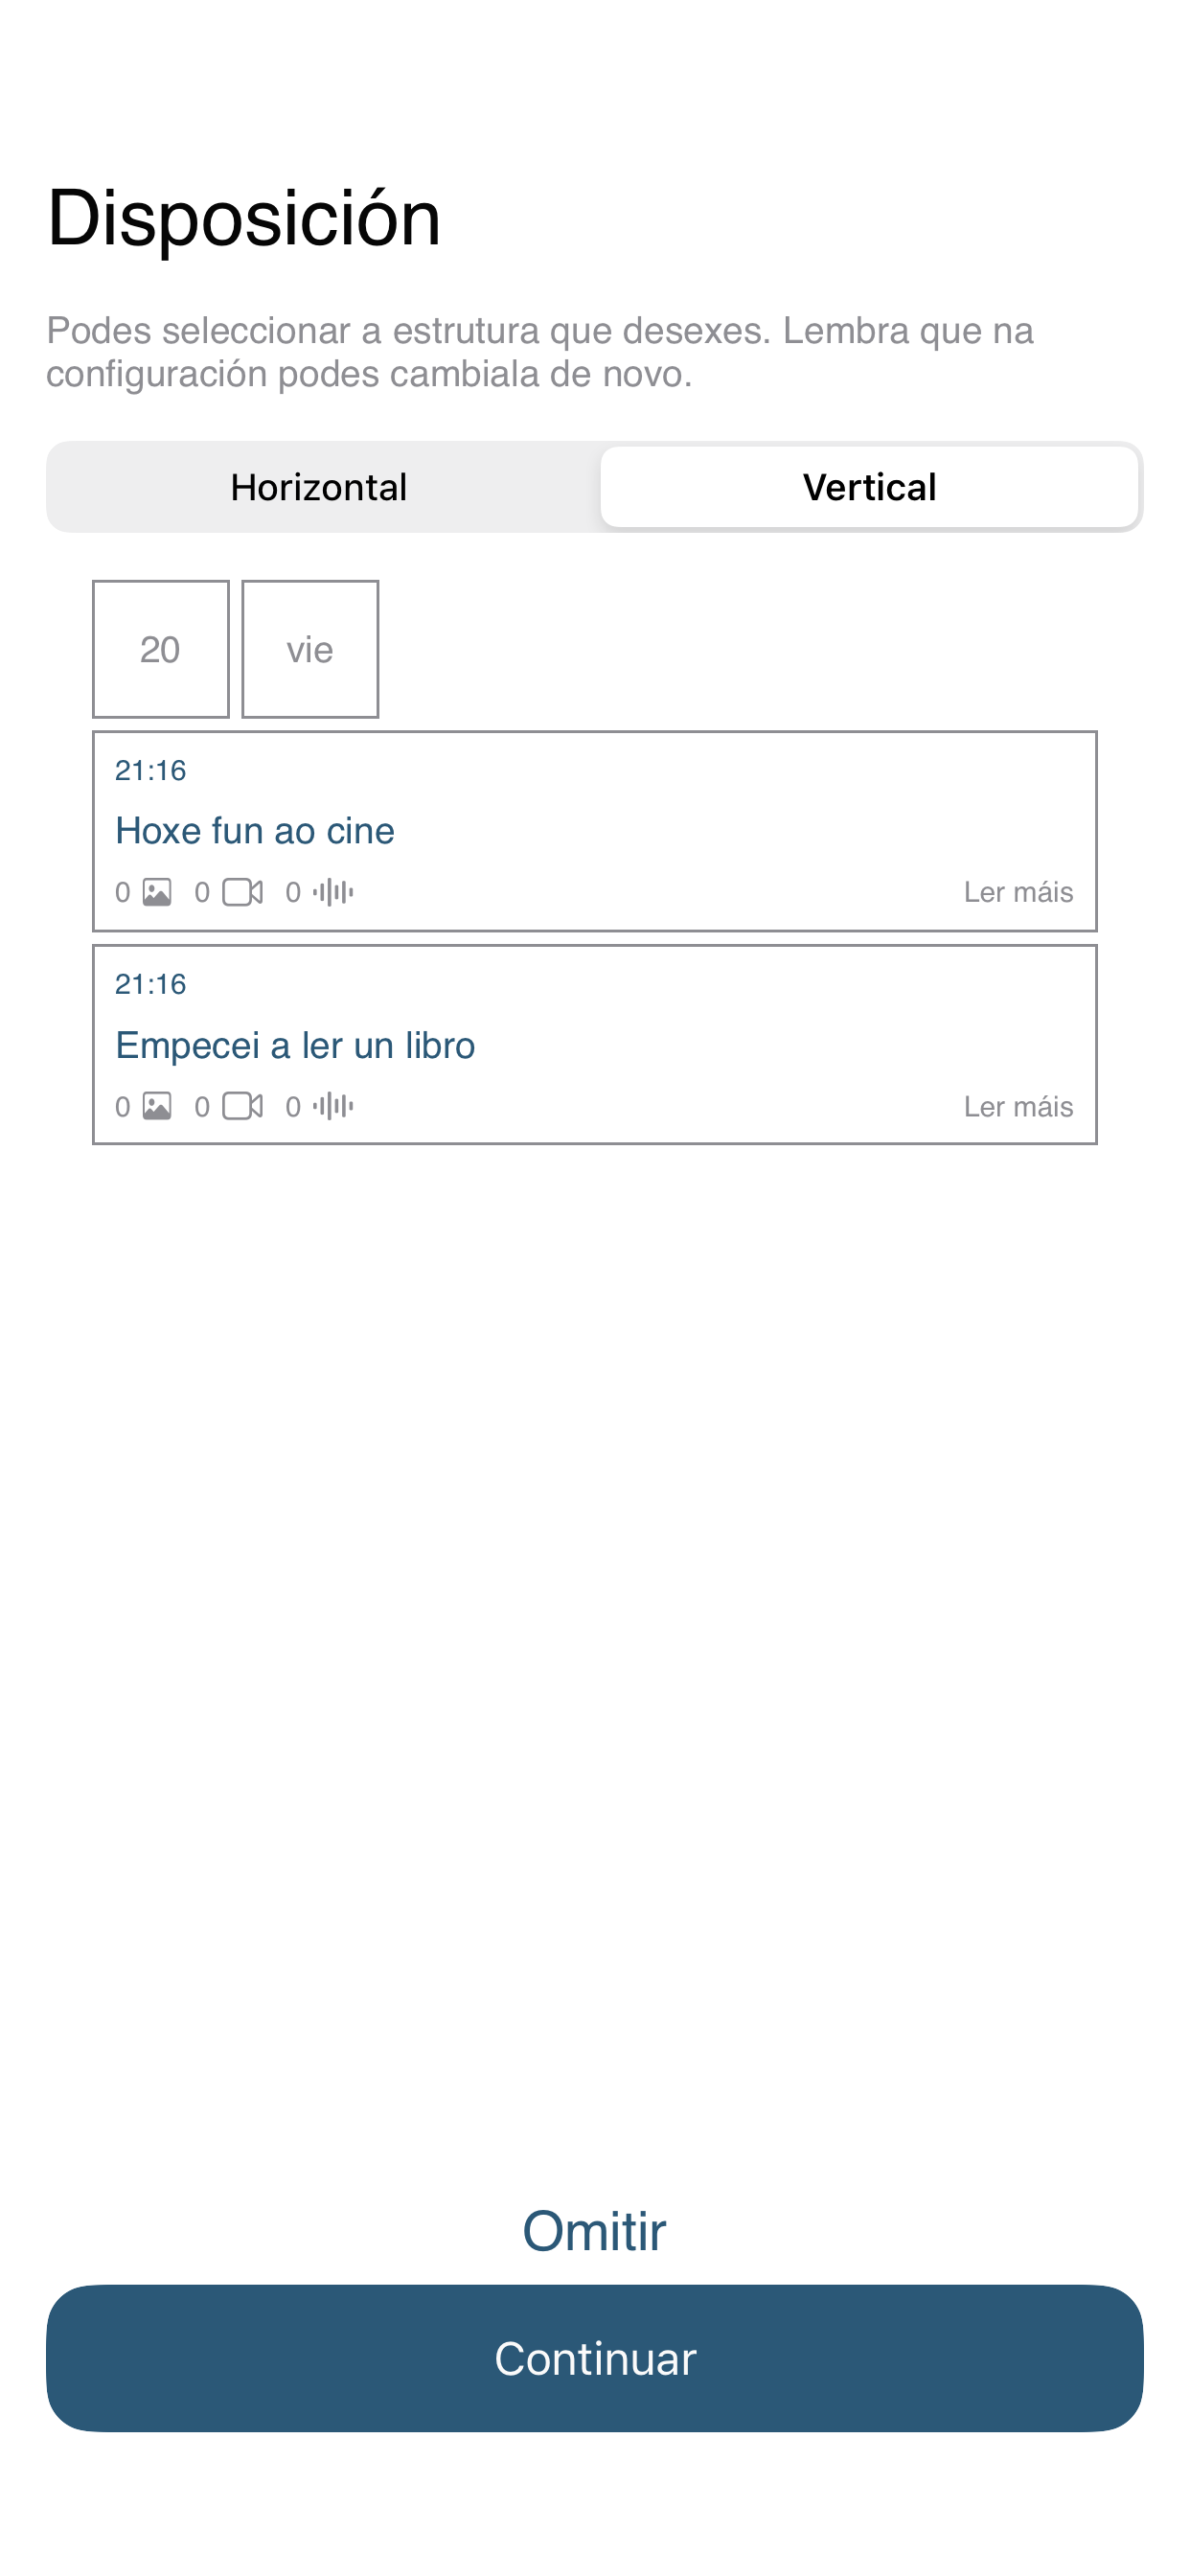 Disposición
Podes seleccionar a estrutura que desexes. Lembra que na
configuración podes cambiala de novo.
Horizontal Vertical
20 vie
21:16
Hoxe fun ao cine
0 0 0 Ler máis
21:16
Empecei a ler un libro
0 0 0 Ler máis
Omitir
Continuar